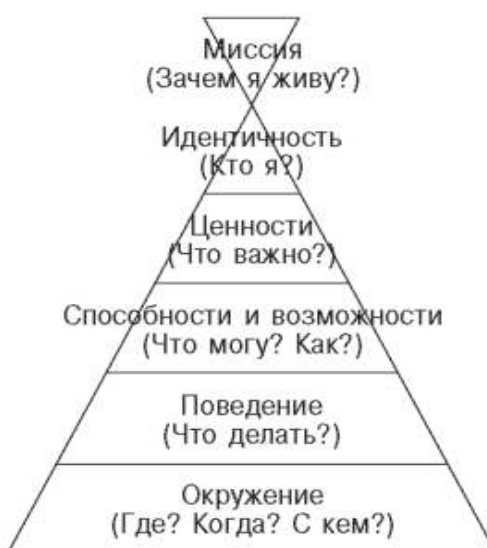 Миссия
(Зачем я живу?)
Идентичность
(Кто я?)
Ценности
(Что важно?)
Способности и возможности
(Что могу? Как?)
Поведение
(Что делать?)
Окружение
(Где? Когда? С кем?)